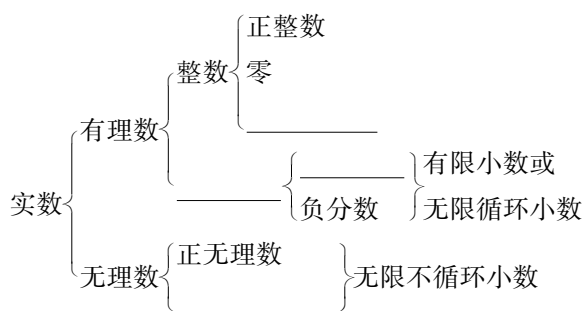 正整数
整数 零
有理数
有限小数或
实数 负分数 无限循环小数
正无理数
无理数 无限不循环小数